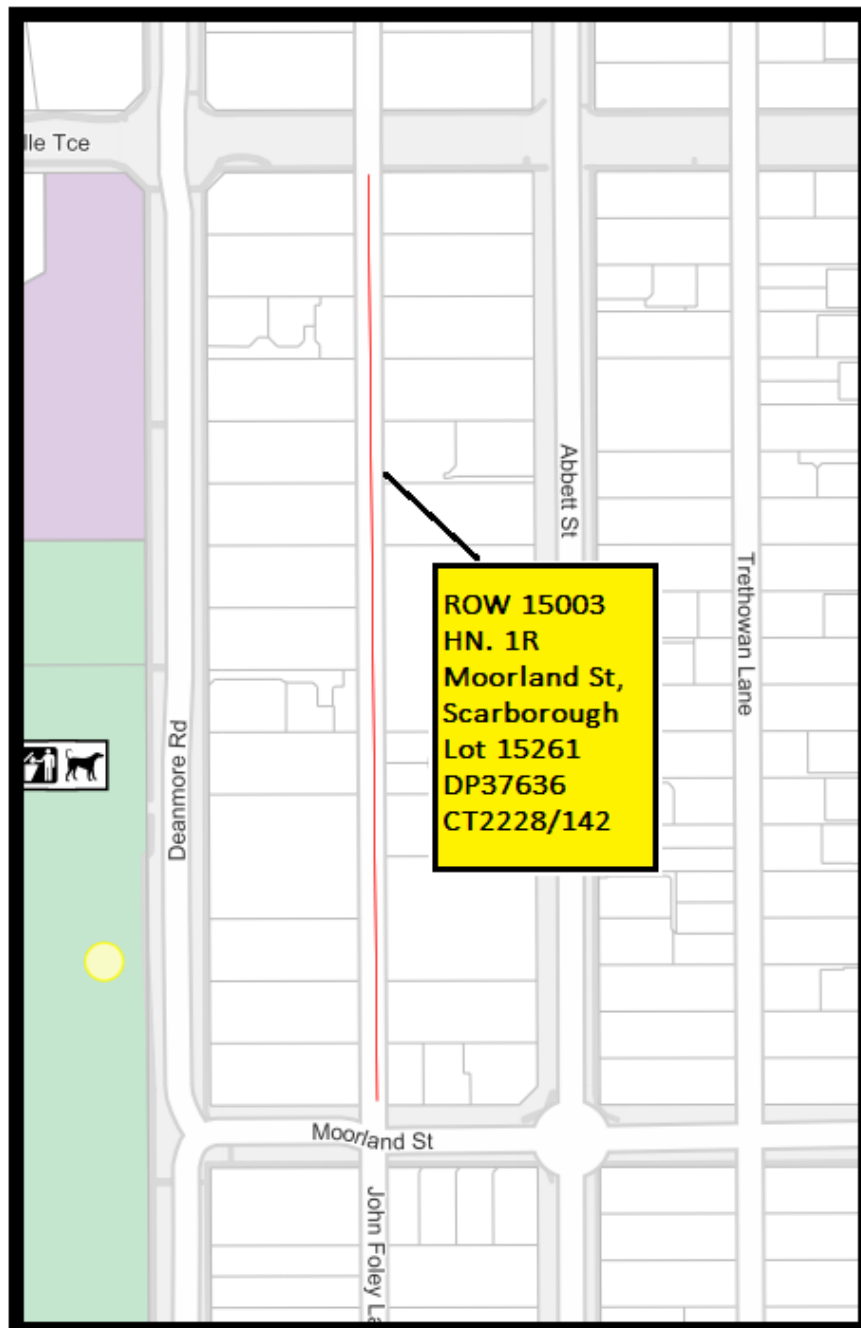 lle Tce
Abbett St
ROW 15003
HN. 1R
Moorland St,
Scarborough
Lot 15261
DP37636
CT2228/142
Trethowan Lane
Deanmore Rd
Moorland St
John Foley La